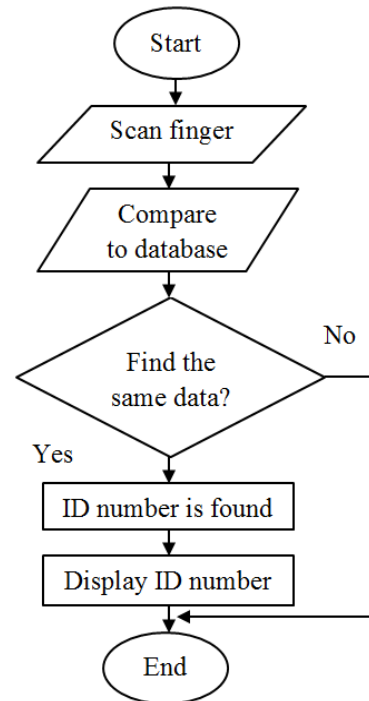 Start
Scan finger
Compare
to database
No
Find the
same data?
Yes
ID number is found
Display ID number
End